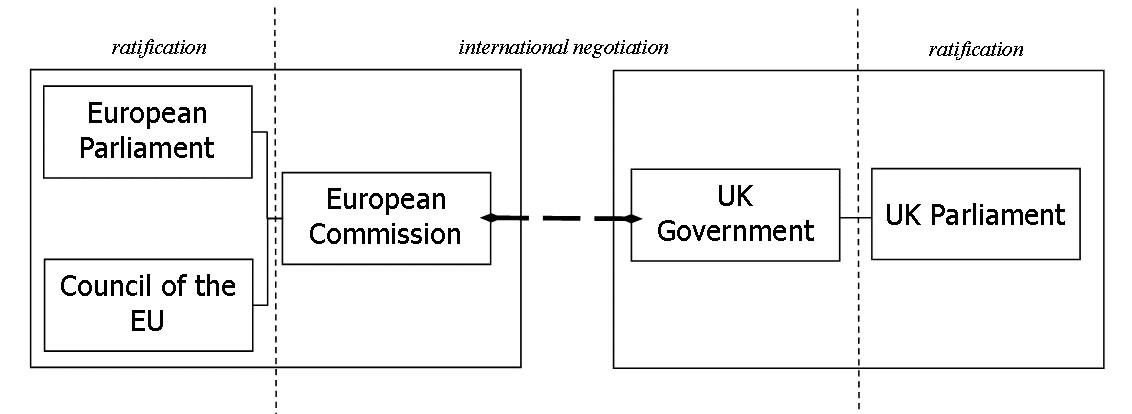 ratification
international negotiation
ratification
European
Parliament
European
Commission
Council of the
EU
UK
Government
UK Parliament